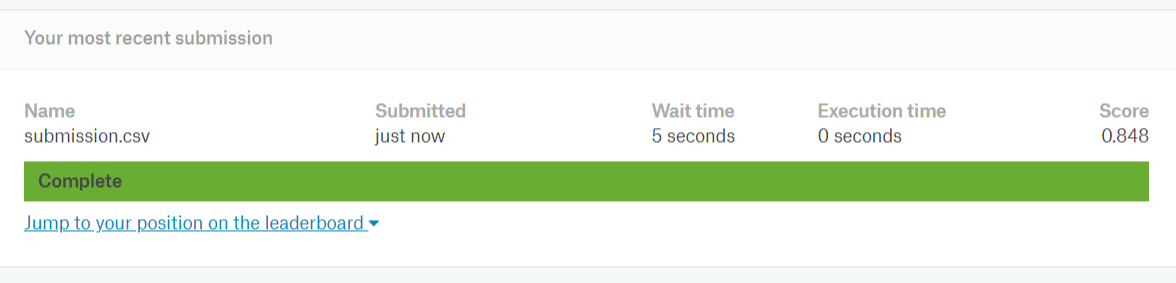 Your most recent submission
Name Submitted Wait time Execution time Score
submission.csv just now 5 seconds 0 seconds 0.848
Complete
Jump to your position on the leaderboard